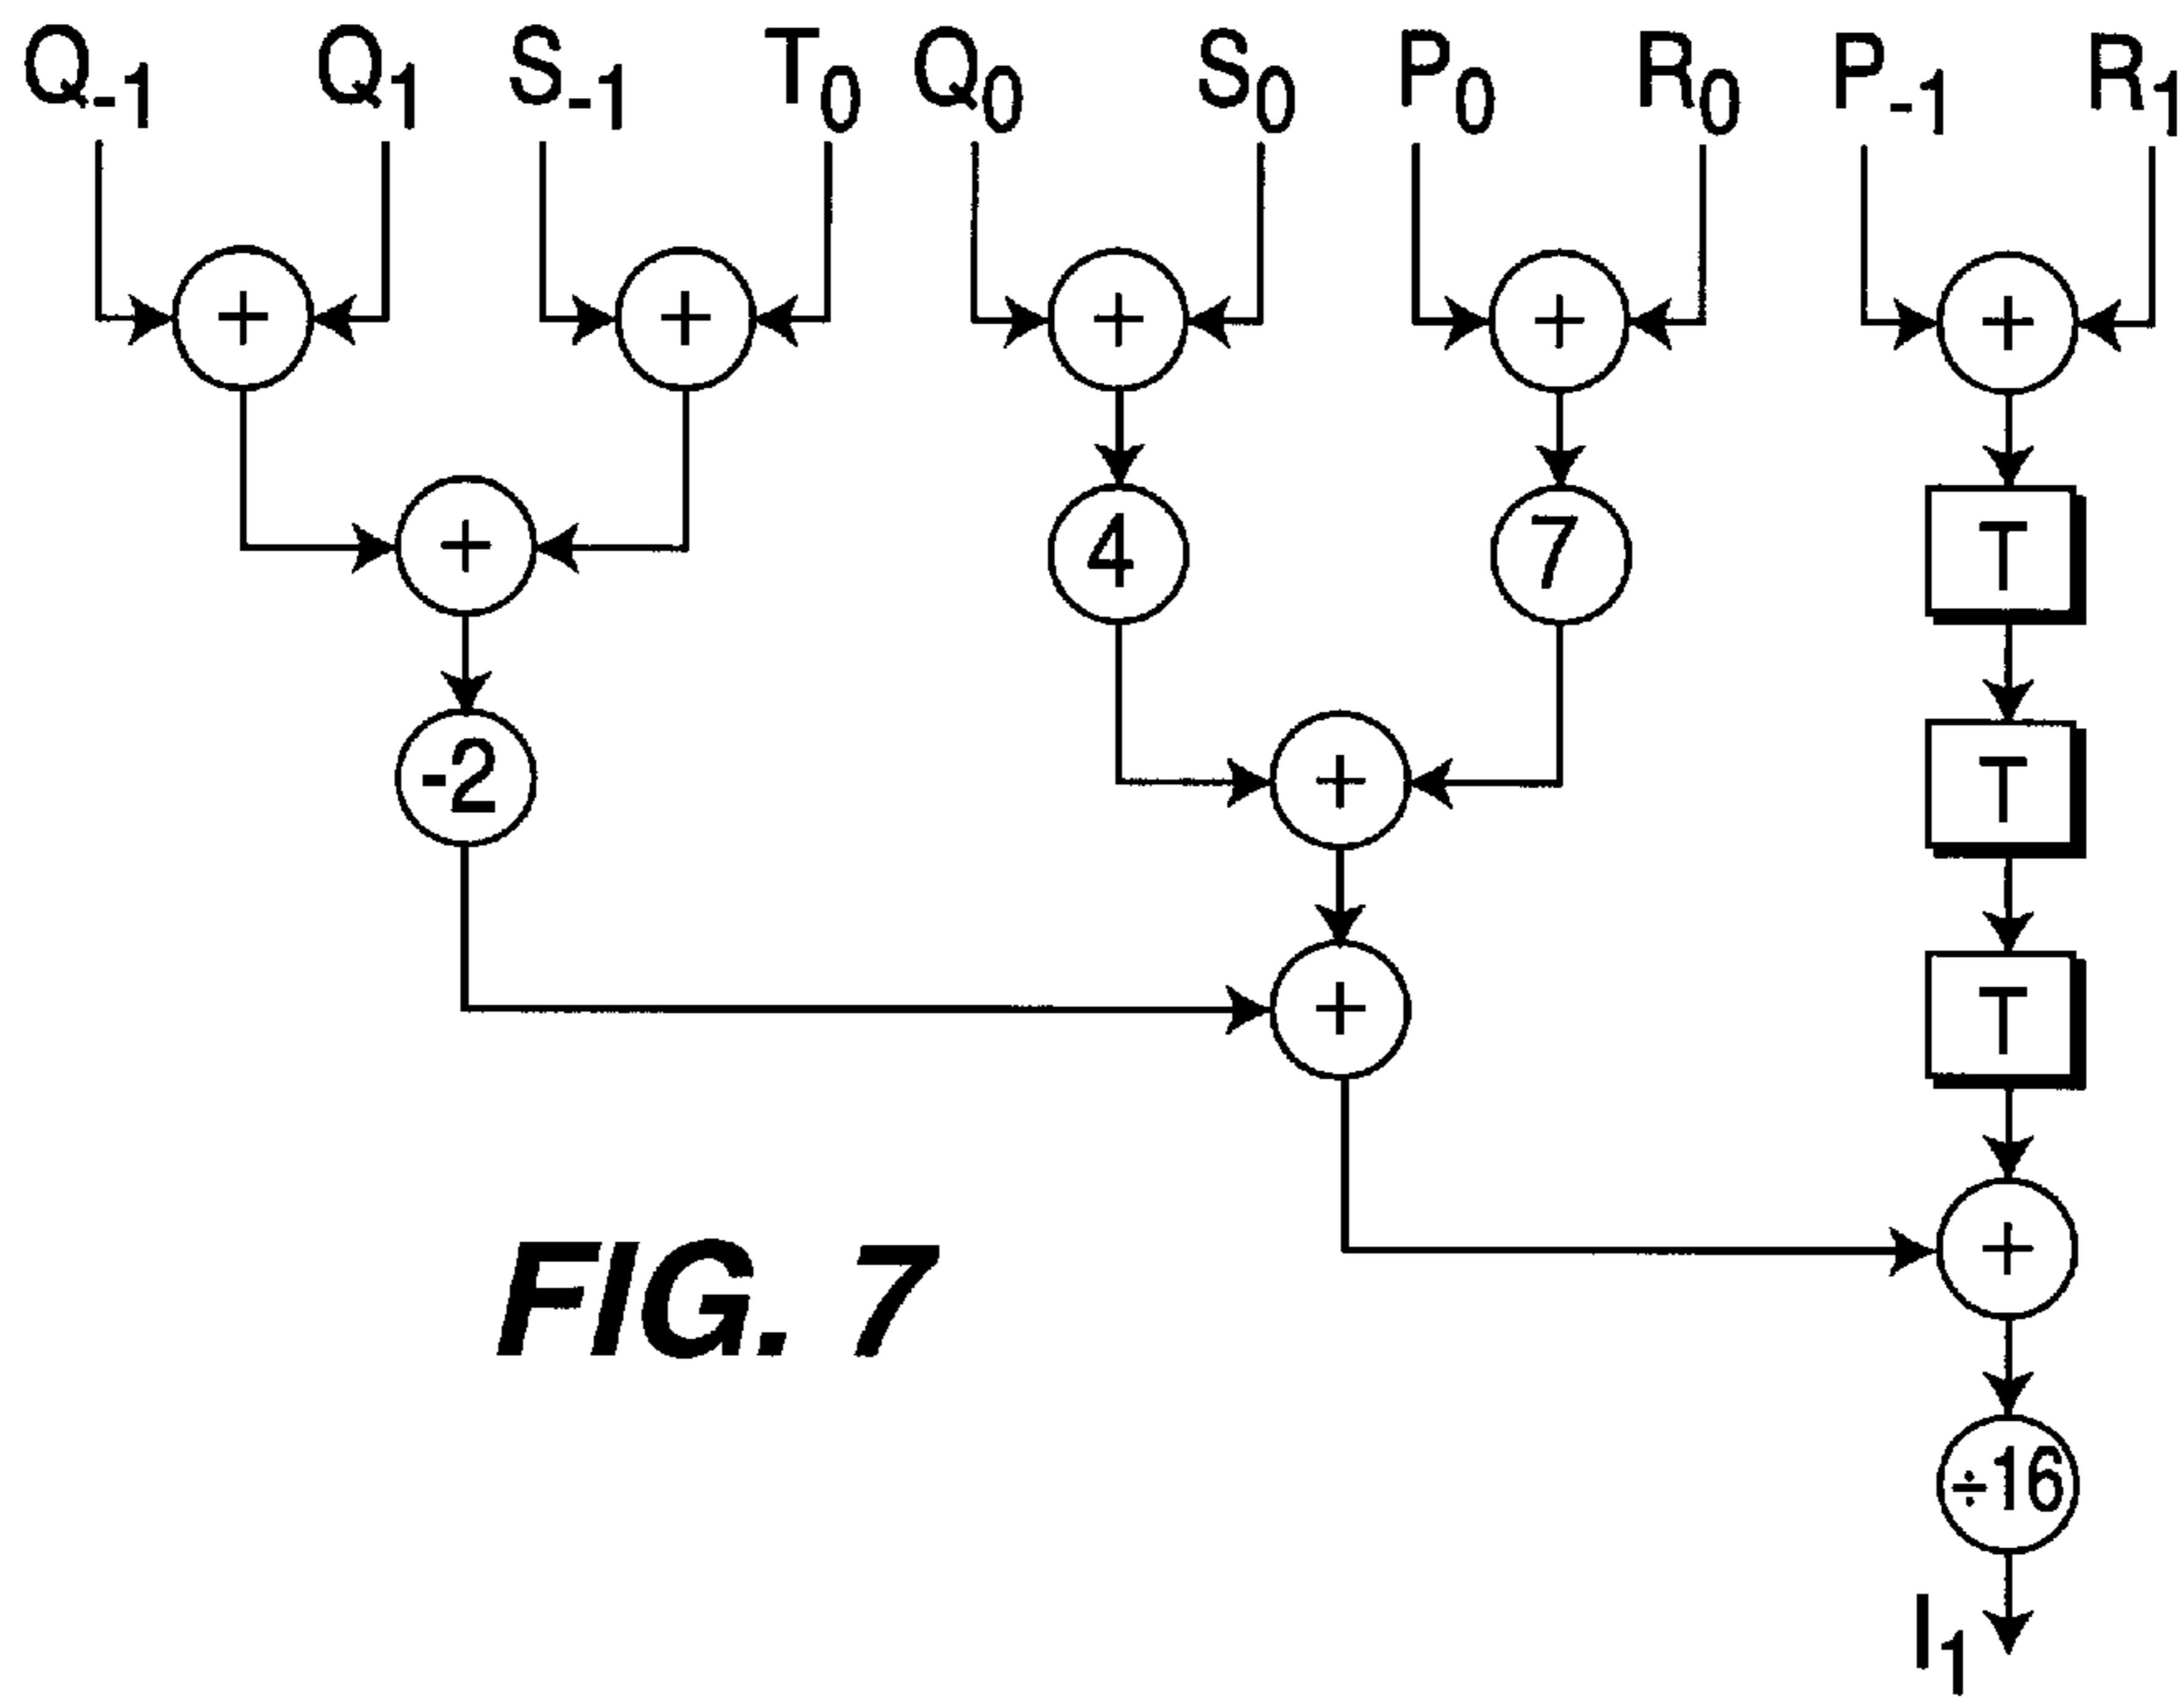 Q-1 Q1 S-1 T0 Q0 S0 P0 R0 P-1 R1
+ + + + +
+ 4 7 T
-2 + T
+ T
FIG. 7 +
÷16
I1